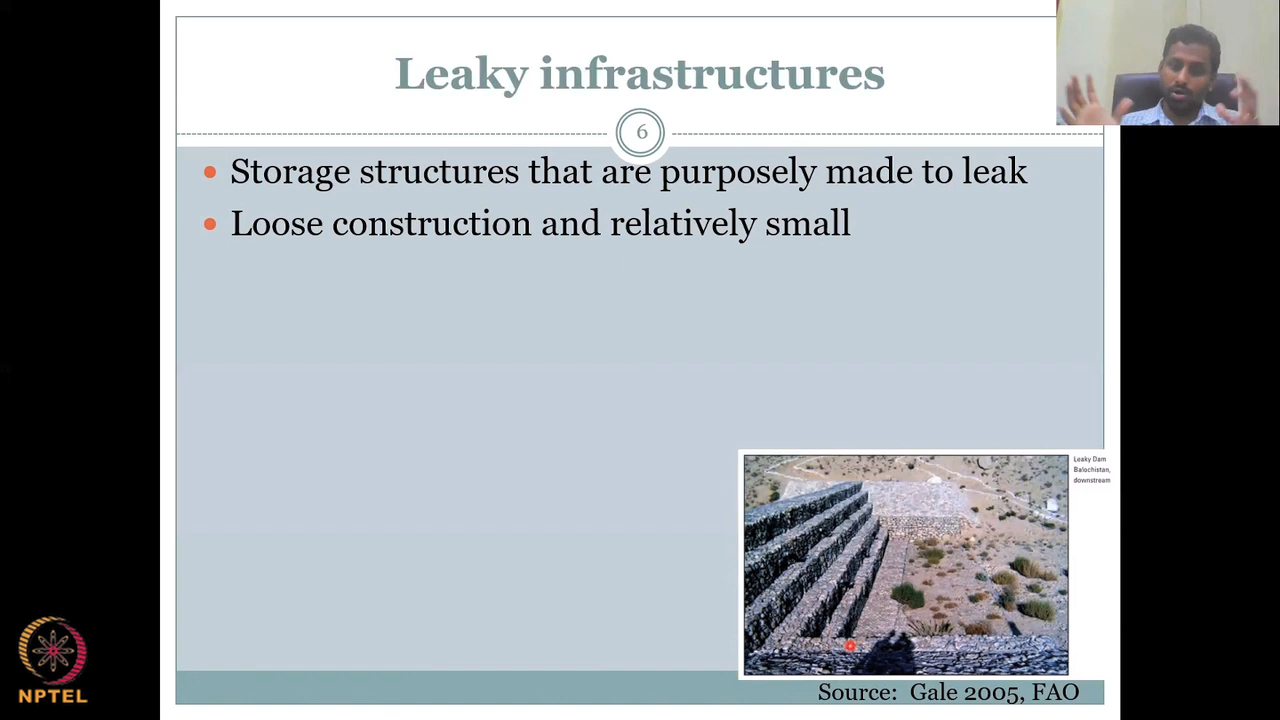 Leaky infrastructures
6
Storage structures that are purposely made to leak
Loose construction and relatively small
Leaky Dam
Balochistan,
downstream
Source: Gale 2005, FAO
NPTEL